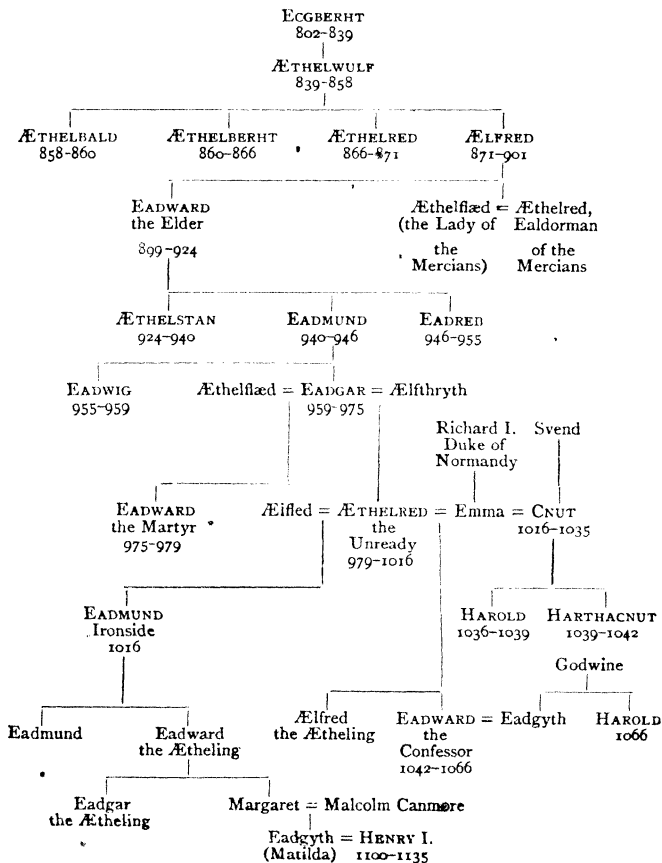 ECGBERHT
802-839
ÆTHELWULF
839-858
ÆTHELBALD ÆTHELBERHT ÆTHELRED ÆLFRED
858-860 860-866 866-871 871-901
EADWARD Æthelflæd = Æthelred,
the Elder (the Lady of Ealdorman
899-924 the of the
Mercians) Mercians
ÆTHELSTAN EADMUND EADRED
924-940 940-946 946-955
EADWIG Æthelflæd = EADGAR = Ælfthryth
955-959 959-975
Richard I. Svend
Duke of
Normandy
EADWARD Ælfled = ÆTHELRED = Emma = CNUT
the Martyr the 1016-1035
975-979 Unready
979-1016
EADMUND HAROLD HARTHACNUT
Ironside 1036-1039 1039-1042
1016
Godwine
Eadmund Eadward Ælfred EADWARD = Eadgyth HAROLD
the Ætheling the Ætheling the 1066
Confessor
1042-1066
Eadgar Margaret = Malcolm Canmore
the Ætheling
Eadgyth = HENRY I.
(Matilda) 1100-1135